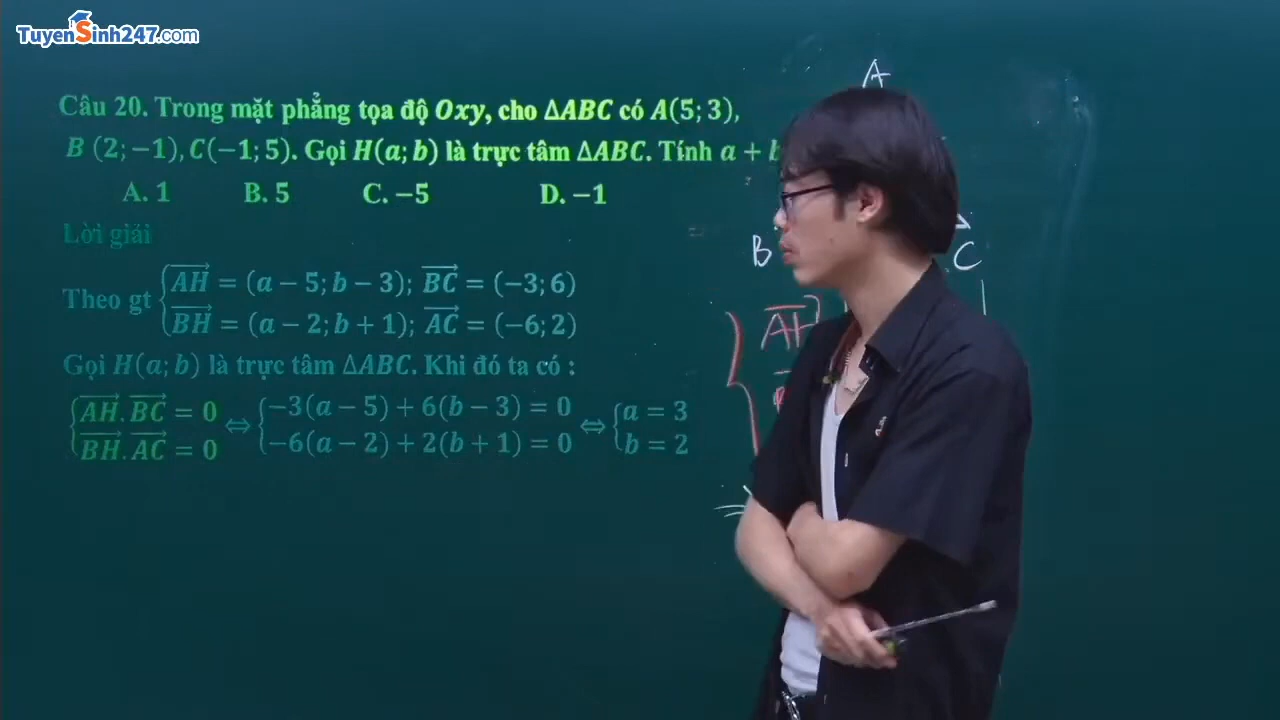 TuyenSinh247.com
Câu 20. Trong mặt phẳng tọa độ Oxy, cho ΔABC có A(5; 3),
B (2; −1), C(−1; 5). Gọi H(a; b) là trực tâm ΔABC. Tính a + b
A. 1 B. 5 C. −5 D. −1
Lời giải
Theo gt
AH = (a − 5; b − 3); BC = (−3; 6)
BH = (a − 2; b + 1); AC = (−6; 2)
Gọi H(a; b) là trực tâm ΔABC. Khi đó ta có :
{AH. BC = 0 ⇔ {−3(a − 5) + 6(b − 3) = 0 ⇔ {a = 3
BH. AC = 0 −6(a − 2) + 2(b + 1) = 0 b = 2
A
B
C
AH